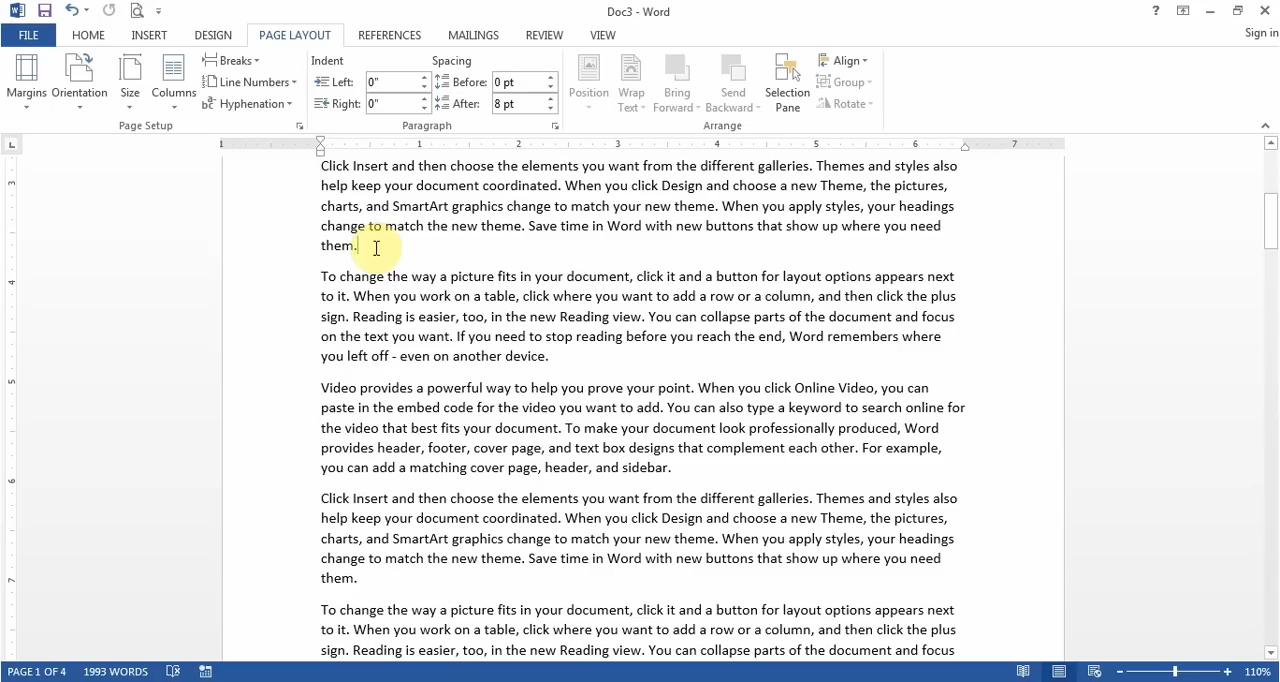 Doc3 - Word
?
FILE
HOME
INSERT
DESIGN
PAGE LAYOUT
REFERENCES
MAILINGS
REVIEW
VIEW
Sign in
Margins
Orientation
Size
Columns
Breaks
Line Numbers
Hyphenation
Page Setup
Indent
Left: 0"
Right: 0"
Spacing
Before: 0 pt
After: 8 pt
Paragraph
Position
Wrap
Text
Bring
Forward
Send
Backward
Selection
Pane
Align
Group
Rotate
Arrange
1 1 2 3 4 5 6 7
3
4
5
6
7
Click Insert and then choose the elements you want from the different galleries. Themes and styles also
help keep your document coordinated. When you click Design and choose a new Theme, the pictures,
charts, and SmartArt graphics change to match your new theme. When you apply styles, your headings
change to match the new theme. Save time in Word with new buttons that show up where you need
them.
To change the way a picture fits in your document, click it and a button for layout options appears next
to it. When you work on a table, click where you want to add a row or a column, and then click the plus
sign. Reading is easier, too, in the new Reading view. You can collapse parts of the document and focus
on the text you want. If you need to stop reading before you reach the end, Word remembers where
you left off - even on another device.
Video provides a powerful way to help you prove your point. When you click Online Video, you can
paste in the embed code for the video you want to add. You can also type a keyword to search online for
the video that best fits your document. To make your document look professionally produced, Word
provides header, footer, cover page, and text box designs that complement each other. For example,
you can add a matching cover page, header, and sidebar.
Click Insert and then choose the elements you want from the different galleries. Themes and styles also
help keep your document coordinated. When you click Design and choose a new Theme, the pictures,
charts, and SmartArt graphics change to match your new theme. When you apply styles, your headings
change to match the new theme. Save time in Word with new buttons that show up where you need
them.
To change the way a picture fits in your document, click it and a button for layout options appears next
to it. When you work on a table, click where you want to add a row or a column, and then click the plus
sign. Reading is easier, too, in the new Reading view. You can collapse parts of the document and focus
PAGE 1 OF 4
1993 WORDS
110%